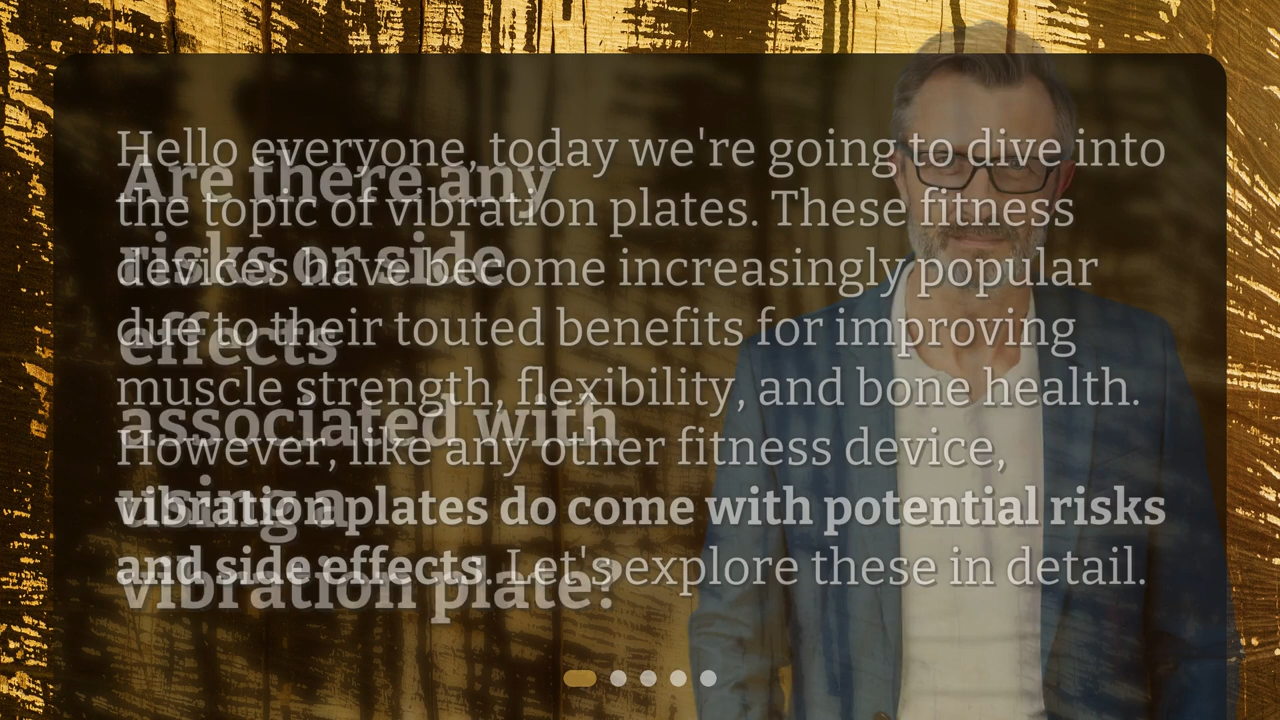 Are there any
risks or side
effects
associated with
using a
vibration plate?
Hello everyone, today we're going to dive into
the topic of vibration plates. These fitness
devices have become increasingly popular
due to their touted benefits for improving
muscle strength, flexibility, and bone health.
However, like any other fitness device,
vibration plates do come with potential risks
and side effects. Let's explore these in detail.